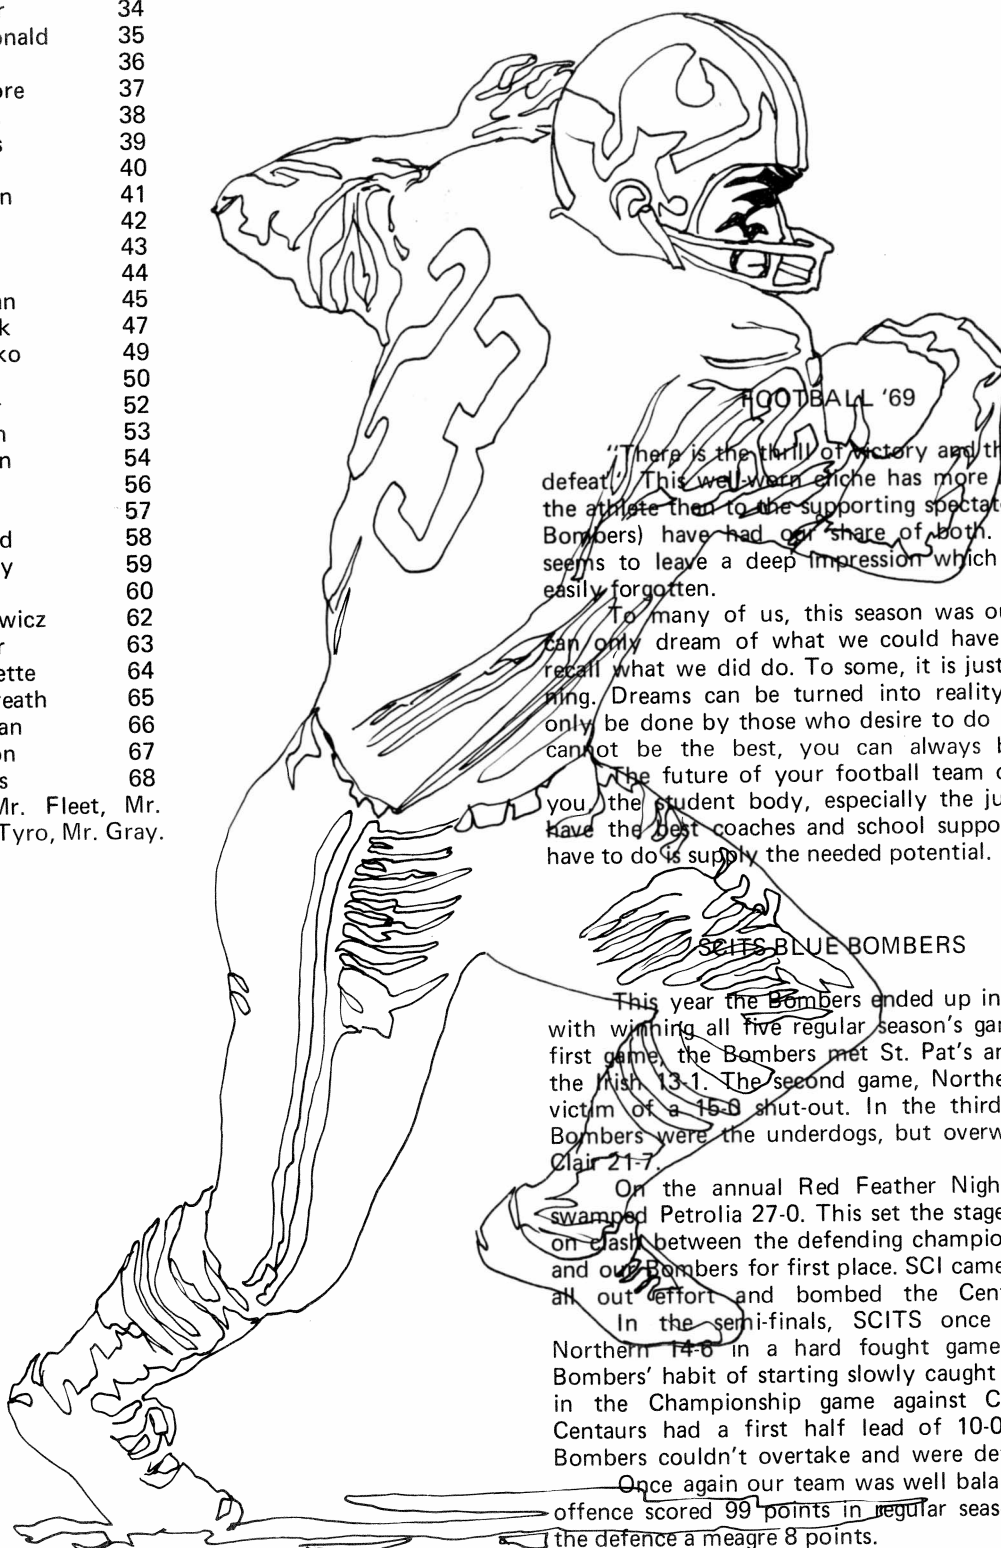 34
onald 35
36
ore 37
38
s 39
40
n 41
42
43
44
an 45
k 47
ko 49
50
52
n 53
n 54
56
57
d 58
y 59
60
wicz 62
r 63
ette 64
reath 65
an 66
on 67
s 68
Mr. Fleet, Mr.
Tyro, Mr. Gray.
FOOTBALL '69
"There is the thrill of victory and th
defeat." This well-worn cliche has more
the athlete then to the supporting spectat
Bombers) have had our share of both.
seems to leave a deep impression which
easily forgotten.
To many of us, this season was ou
can only dream of what we could have
recall what we did do. To some, it is just
ning. Dreams can be turned into reality
only be done by those who desire to do
cannot be the best, you can always b
The future of your football team
you, the student body, especially the ju
have the best coaches and school suppo
have to do is supply the needed potential.
SCITS BLUE BOMBERS
This year the Bombers ended up in
with winning all five regular season's gam
first game, the Bombers met St. Pat's an
the Irish 13-1. The second game, Northe
victim of a 15-0 shut-out. In the third
Bombers were the underdogs, but overw
Clair 21-7.
On the annual Red Feather Nigh
swamped Petrolia 27-0. This set the stage
on clash between the defending champio
and our Bombers for first place. SCI came
all out effort and bombed the Cen
In the semi-finals, SCITS once
Northern 14-6 in a hard fought game
Bombers' habit of starting slowly caught
in the Championship game against C
Centaurs had a first half lead of 10-0
Bombers couldn't overtake and were de
Once again our team was well bala
offence scored 99 points in regular seas
the defence a meagre 8 points.